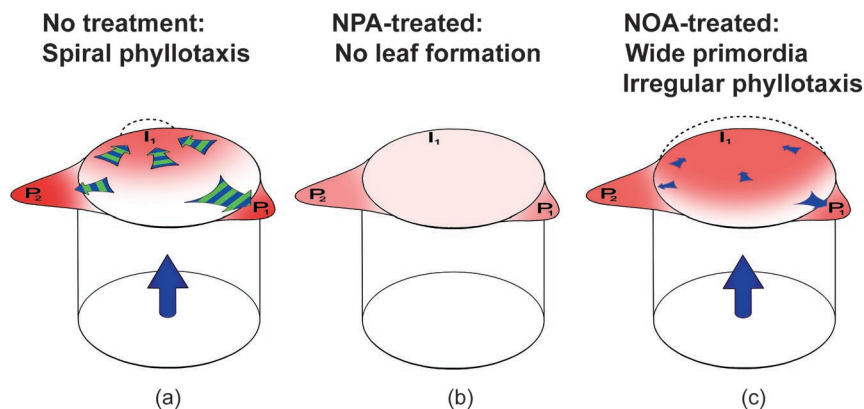 No treatment:
Spiral phyllotaxis
NPA-treated:
No leaf formation
NOA-treated:
Wide primordia
Irregular phyllotaxis
I1
P2
P1
I1
P2
P1
I1
P2
P1
(a)
(b)
(c)